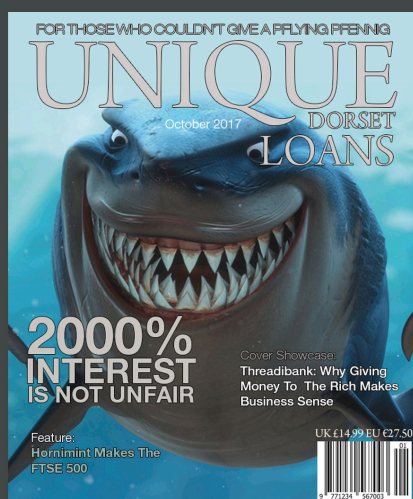 FOR THOSE WHO COULDN'T GIVE A PFLYING PFENNIG
UNIQUE
October 2017
DORSET
LOANS
2000%
INTEREST
IS NOT UNFAIR
Cover Showcase:
Threadibank: Why Giving
Money To The Rich Makes
Business Sense
Feature:
Hornimint Makes The
FTSE 500
UK £14.99 EU €27.50
01
9 771234 567003